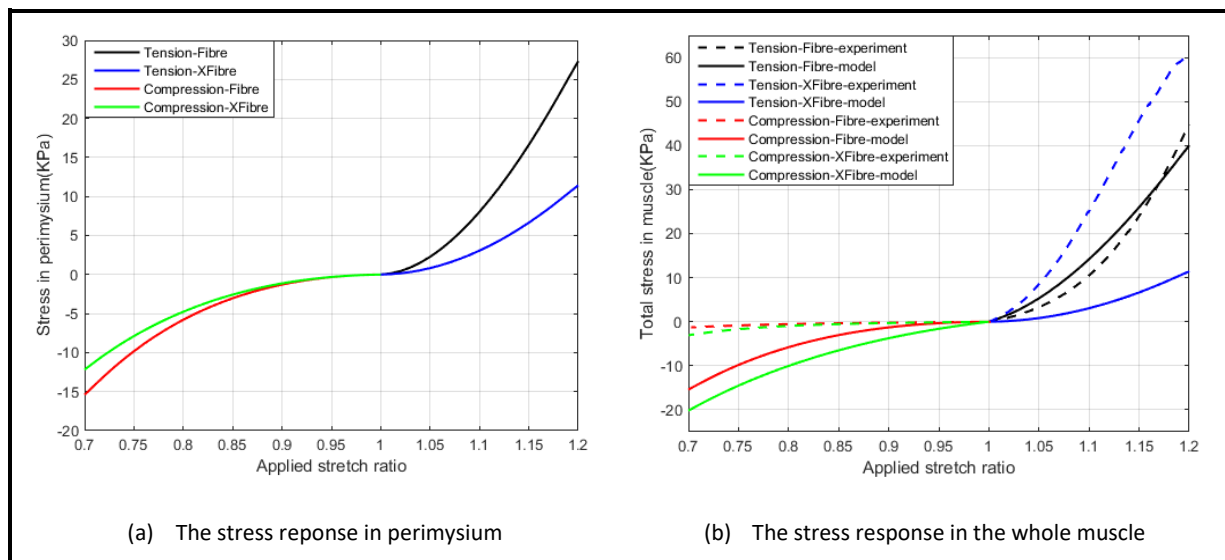 30
25
20
15
10
5
0
-5
-10
-15
-20
Stress in perimysium(KPa)
Tension-Fibre
Tension-XFibre
Compression-Fibre
Compression-XFibre
0.7 0.75 0.8 0.85 0.9 0.95 1 1.05 1.1 1.15 1.2
Applied stretch ratio
(a) The stress reponse in perimysium
60
50
40
30
20
10
0
-10
-20
Total stress in muscle(KPa)
Tension-Fibre-experiment
Tension-Fibre-model
Tension-XFibre-experiment
Tension-XFibre-model
Compression-Fibre-experiment
Compression-Fibre-model
Compression-XFibre-experiment
Compression-XFibre-model
0.7 0.75 0.8 0.85 0.9 0.95 1 1.05 1.1 1.15 1.2
Applied stretch ratio
(b) The stress response in the whole muscle